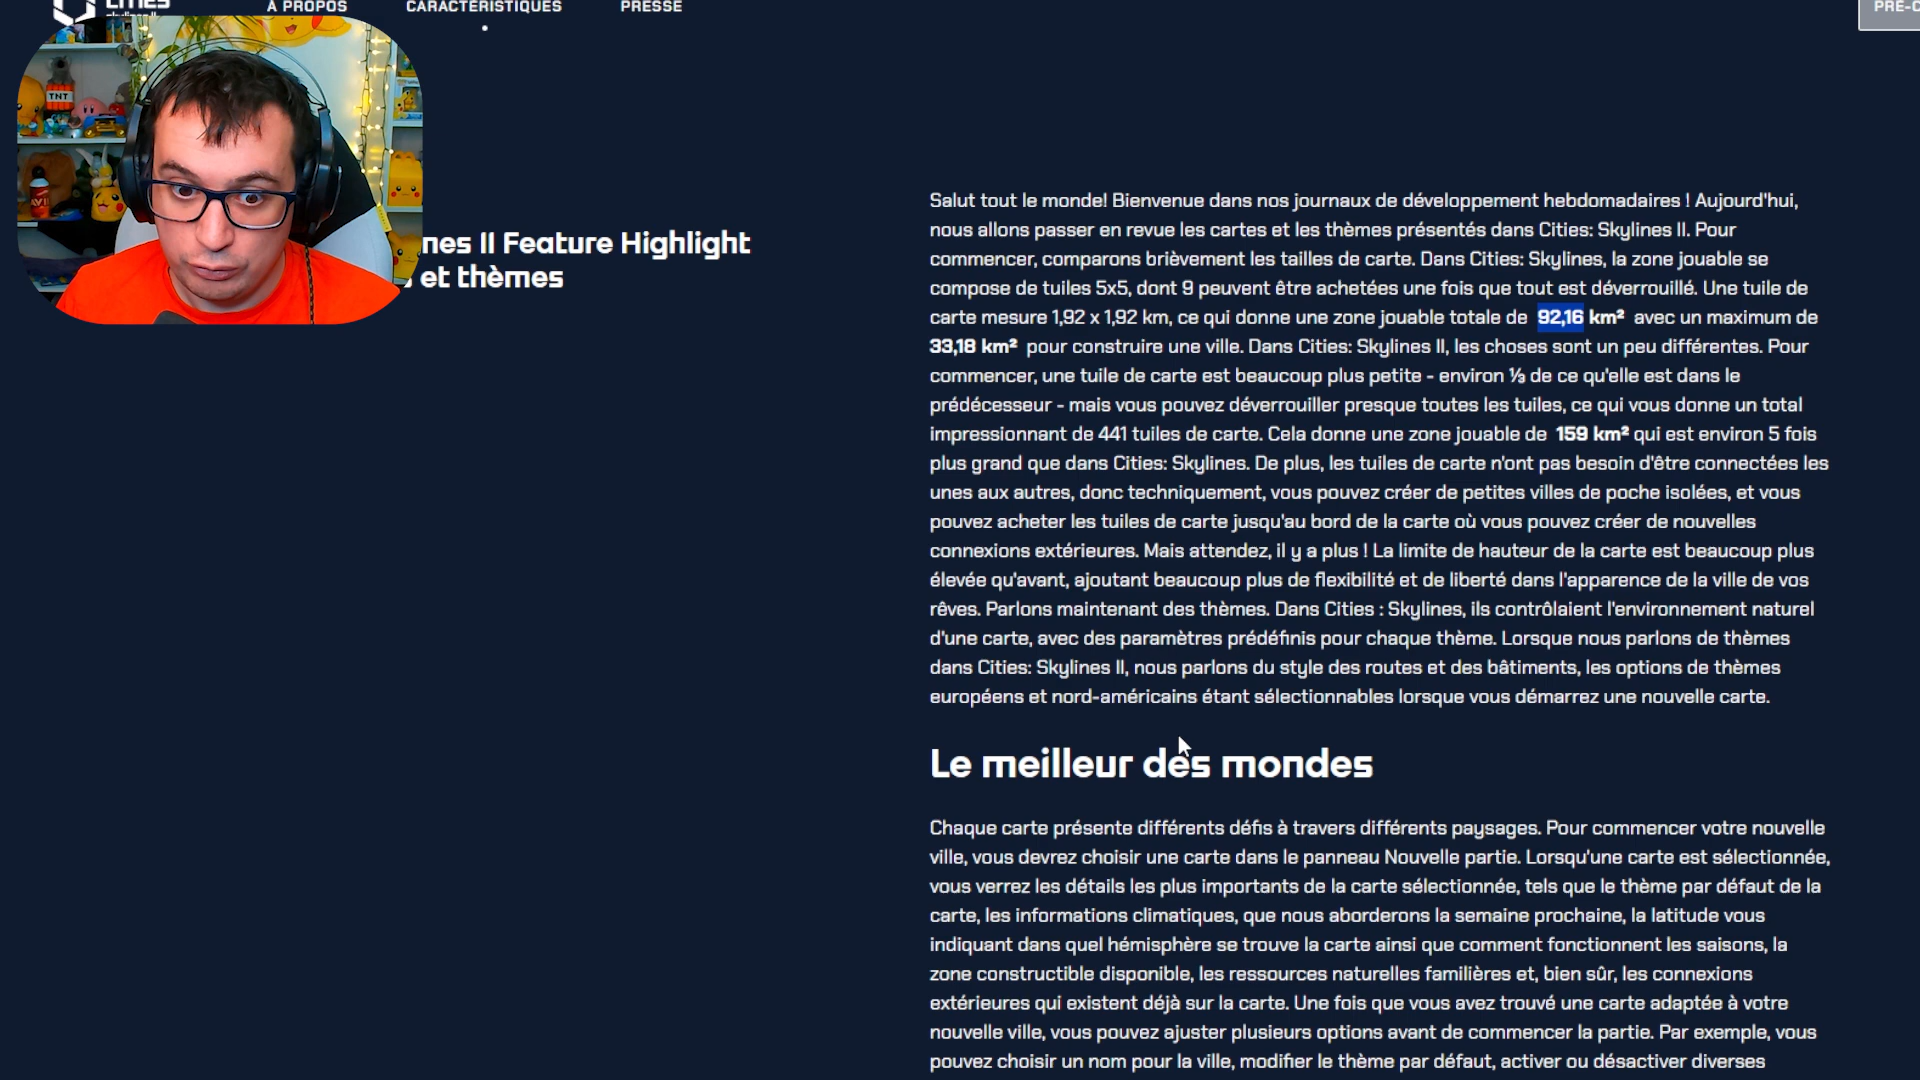 CITIES
À PROPOS
CARACTÉRISTIQUES
PRESSE
TNT
nes II Feature Highlight
et thèmes
Salut tout le monde! Bienvenue dans nos journaux de développement hebdomadaires ! Aujourd'hui,
nous allons passer en revue les cartes et les thèmes présentés dans Cities: Skylines II. Pour
commencer, comparons brièvement les tailles de carte. Dans Cities: Skylines, la zone jouable se
compose de tuiles 5x5, dont 9 peuvent être achetées une fois que tout est déverrouillé. Une tuile de
carte mesure 1,92 x 1,92 km, ce qui donne une zone jouable totale de 92,16 km² avec un maximum de
33,18 km² pour construire une ville. Dans Cities: Skylines II, les choses sont un peu différentes. Pour
commencer, une tuile de carte est beaucoup plus petite - environ ⅓ de ce qu'elle est dans le
prédécesseur - mais vous pouvez déverrouiller presque toutes les tuiles, ce qui vous donne un total
impressionnant de 441 tuiles de carte. Cela donne une zone jouable de 159 km² qui est environ 5 fois
plus grand que dans Cities: Skylines. De plus, les tuiles de carte n'ont pas besoin d'être connectées les
unes aux autres, donc techniquement, vous pouvez créer de petites villes de poche isolées, et vous
pouvez acheter les tuiles de carte jusqu'au bord de la carte où vous pouvez créer de nouvelles
connexions extérieures. Mais attendez, il y a plus ! La limite de hauteur de la carte est beaucoup plus
élevée qu'avant, ajoutant beaucoup plus de flexibilité et de liberté dans l'apparence de la ville de vos
rêves. Parlons maintenant des thèmes. Dans Cities : Skylines, ils contrôlaient l'environnement naturel
d'une carte, avec des paramètres prédéfinis pour chaque thème. Lorsque nous parlons de thèmes
dans Cities: Skylines II, nous parlons du style des routes et des bâtiments, les options de thèmes
européens et nord-américains étant sélectionnables lorsque vous démarrez une nouvelle carte.
Le meilleur des mondes
Chaque carte présente différents défis à travers différents paysages. Pour commencer votre nouvelle
ville, vous devrez choisir une carte dans le panneau Nouvelle partie. Lorsqu'une carte est sélectionnée,
vous verrez les détails les plus importants de la carte sélectionnée, tels que le thème par défaut de la
carte, les informations climatiques, que nous aborderons la semaine prochaine, la latitude vous
indiquant dans quel hémisphère se trouve la carte ainsi que comment fonctionnent les saisons, la
zone constructible disponible, les ressources naturelles familières et, bien sûr, les connexions
extérieures qui existent déjà sur la carte. Une fois que vous avez trouvé une carte adaptée à votre
nouvelle ville, vous pouvez ajuster plusieurs options avant de commencer la partie. Par exemple, vous
pouvez choisir un nom pour la ville, modifier le thème par défaut, activer ou désactiver diverses